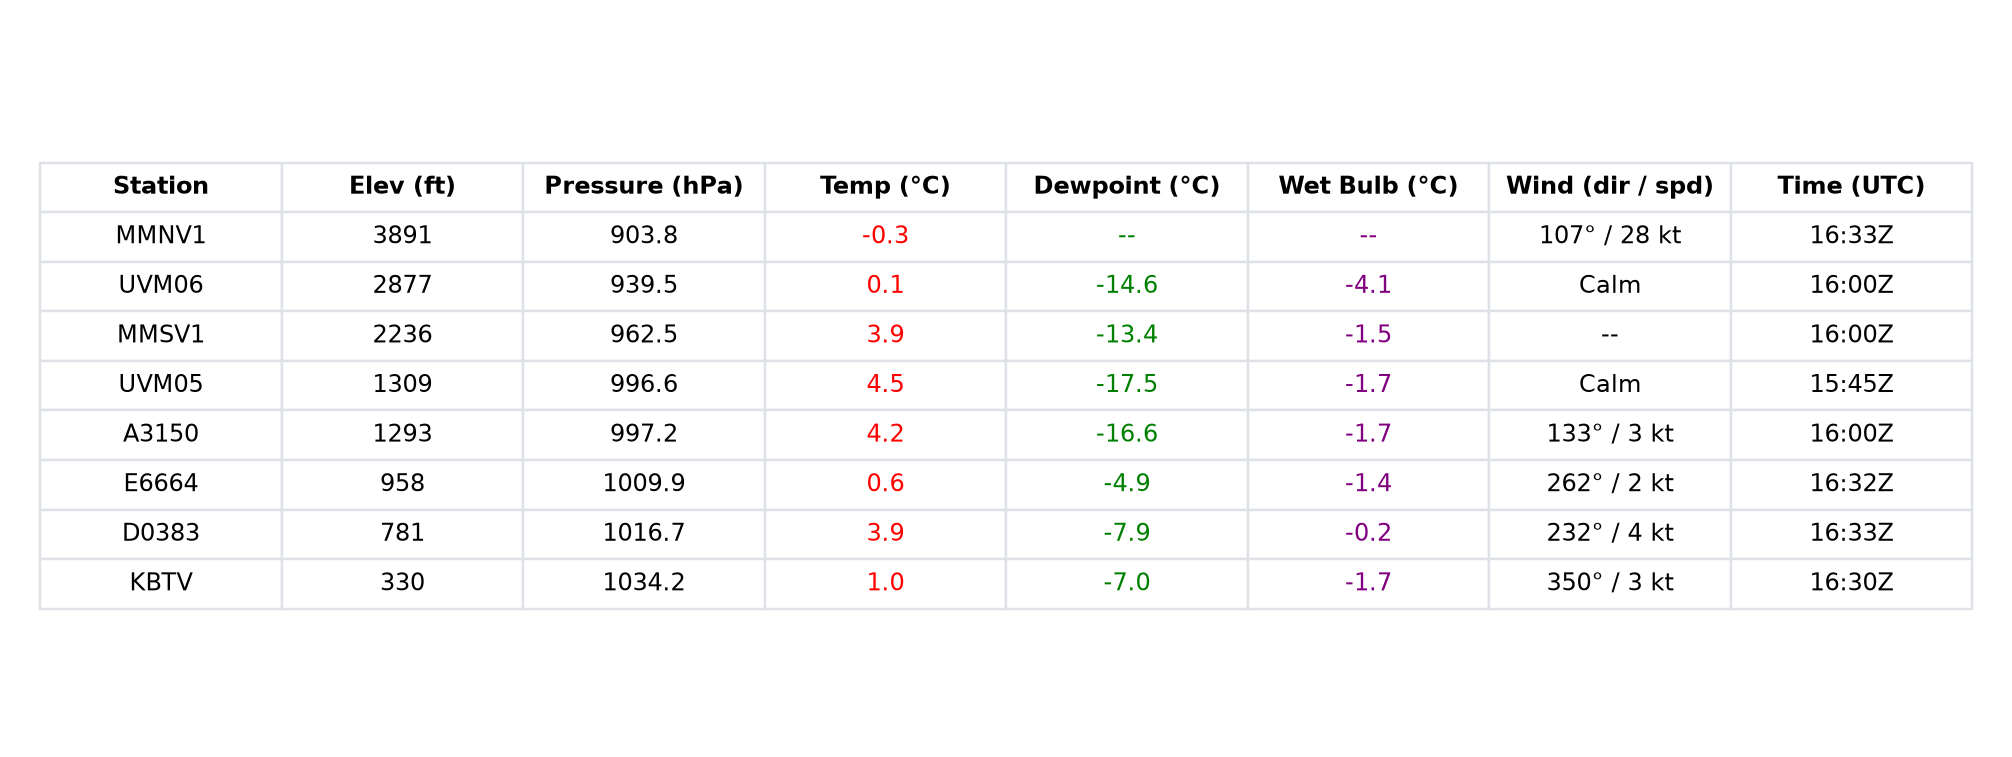 Station Elev (ft) Pressure (hPa) Temp (°C) Dewpoint (°C) Wet Bulb (°C) Wind (dir / spd) Time (UTC)
MMNV1 3891 903.8 -0.3 -- -- 107° / 28 kt 16:33Z
UVM06 2877 939.5 0.1 -14.6 -4.1 Calm 16:00Z
MMSV1 2236 962.5 3.9 -13.4 -1.5 -- 16:00Z
UVM05 1309 996.6 4.5 -17.5 -1.7 Calm 15:45Z
A3150 1293 997.2 4.2 -16.6 -1.7 133° / 3 kt 16:00Z
E6664 958 1009.9 0.6 -4.9 -1.4 262° / 2 kt 16:32Z
D0383 781 1016.7 3.9 -7.9 -0.2 232° / 4 kt 16:33Z
KBTV 330 1034.2 1.0 -7.0 -1.7 350° / 3 kt 16:30Z